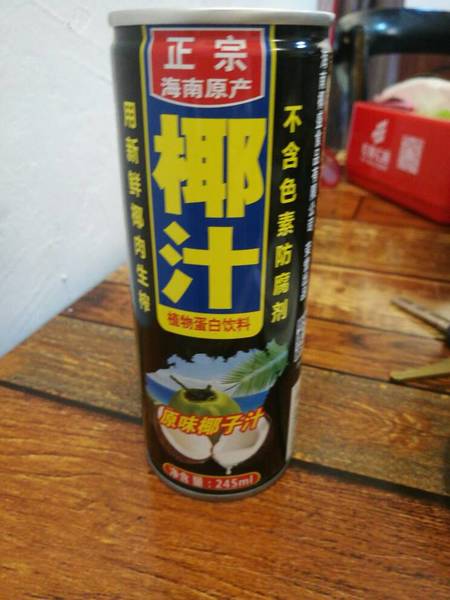 正宗
海南原产
椰汁
植物蛋白饮料
用新鲜椰肉生榨
不含色素防腐剂
原味椰子汁
净含量：245ml